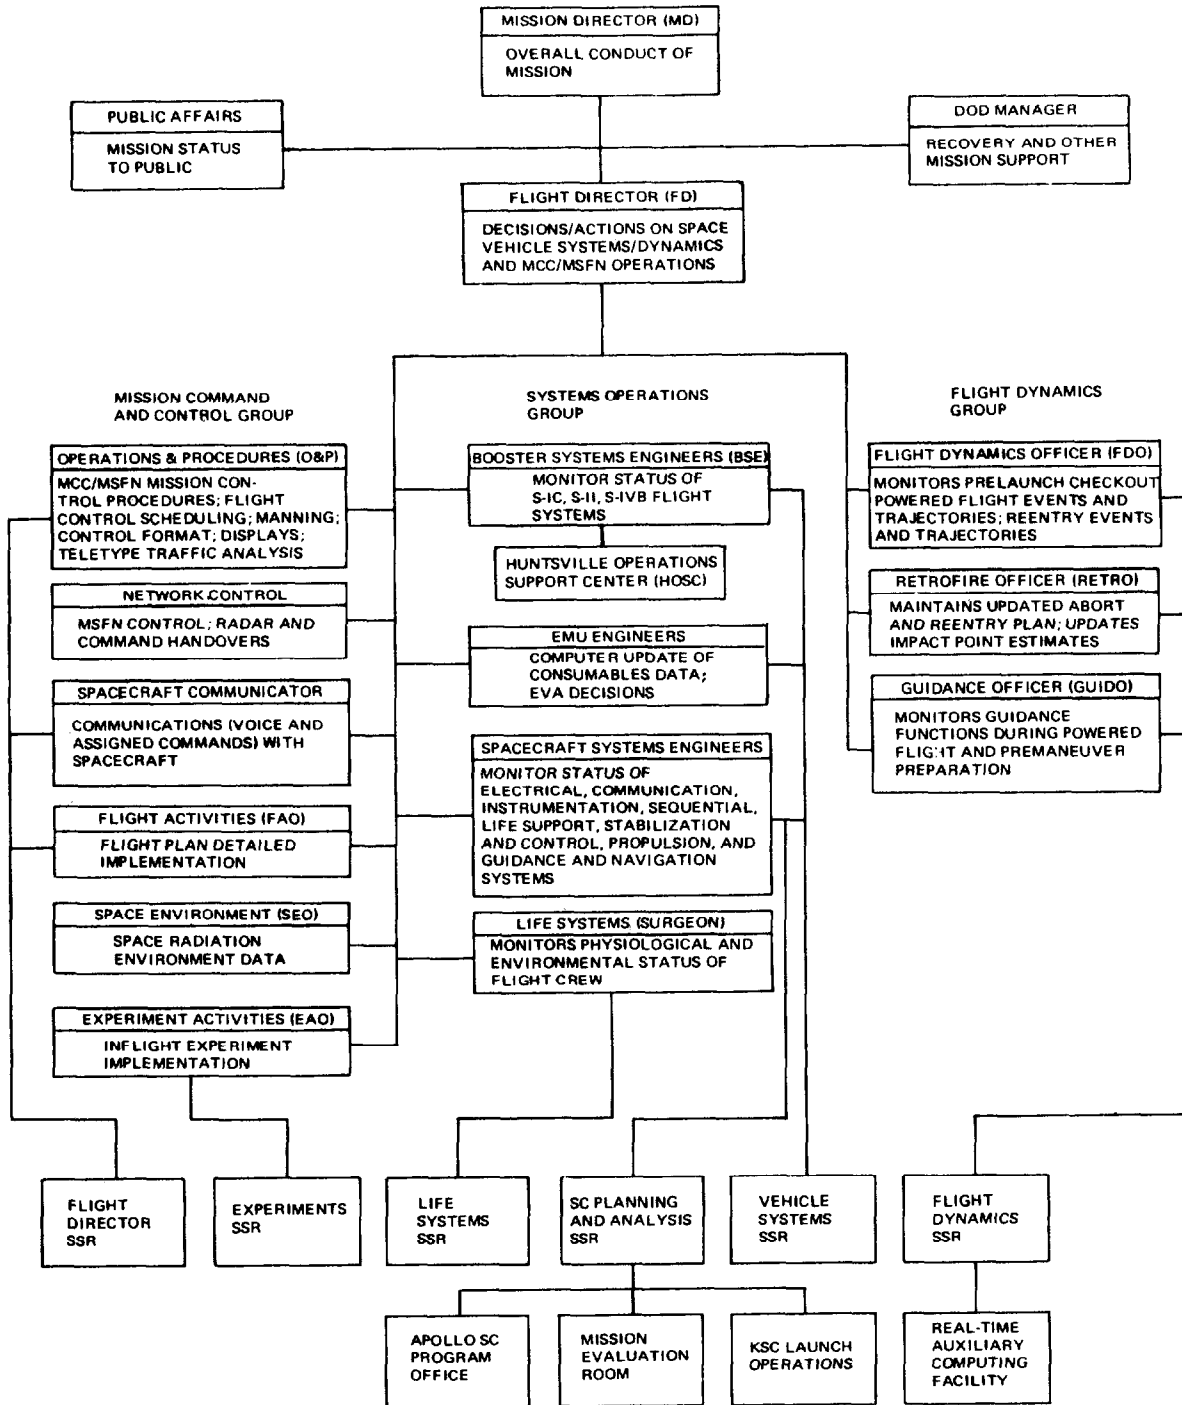 MISSION DIRECTOR (MD)
OVERALL CONDUCT OF
MISSION
PUBLIC AFFAIRS
MISSION STATUS
TO PUBLIC
DOD MANAGER
RECOVERY AND OTHER
MISSION SUPPORT
FLIGHT DIRECTOR (FD)
DECISIONS/ACTIONS ON SPACE
VEHICLE SYSTEMS/DYNAMICS
AND MCC/MSFN OPERATIONS
MISSION COMMAND
AND CONTROL GROUP
OPERATIONS & PROCEDURES (O&P)
MCC/MSFN MISSION CON-
TROL PROCEDURES; FLIGHT
CONTROL SCHEDULING; MANNING;
CONTROL FORMAT; DISPLAYS;
TELETYPE TRAFFIC ANALYSIS
NETWORK CONTROL
MSFN CONTROL; RADAR AND
COMMAND HANDOVERS
SPACECRAFT COMMUNICATOR
COMMUNICATIONS (VOICE AND
ASSIGNED COMMANDS) WITH
SPACECRAFT
FLIGHT ACTIVITIES (FAO)
FLIGHT PLAN DETAILED
IMPLEMENTATION
SPACE ENVIRONMENT (SEO)
SPACE RADIATION
ENVIRONMENT DATA
EXPERIMENT ACTIVITIES (EAO)
INFLIGHT EXPERIMENT
IMPLEMENTATION
SYSTEMS OPERATIONS
GROUP
BOOSTER SYSTEMS ENGINEERS (BSE)
MONITOR STATUS OF
S-IC, S-II, S-IVB FLIGHT
SYSTEMS
HUNTSVILLE OPERATIONS
SUPPORT CENTER (HOSC)
EMU ENGINEERS
COMPUTER UPDATE OF
CONSUMABLES DATA;
EVA DECISIONS
SPACECRAFT SYSTEMS ENGINEERS
MONITOR STATUS OF
ELECTRICAL, COMMUNICATION,
INSTRUMENTATION, SEQUENTIAL,
LIFE SUPPORT, STABILIZATION
AND CONTROL, PROPULSION, AND
GUIDANCE AND NAVIGATION
SYSTEMS
LIFE SYSTEMS (SURGEON)
MONITORS PHYSIOLOGICAL AND
ENVIRONMENTAL STATUS OF
FLIGHT CREW
FLIGHT DYNAMICS
GROUP
FLIGHT DYNAMICS OFFICER (FDO)
MONITORS PRELAUNCH CHECKOUT
POWERED FLIGHT EVENTS AND
TRAJECTORIES; REENTRY EVENTS
AND TRAJECTORIES
RETROFIRE OFFICER (RETRO)
MAINTAINS UPDATED ABORT
AND REENTRY PLAN; UPDATES
IMPACT POINT ESTIMATES
GUIDANCE OFFICER (GUIDO)
MONITORS GUIDANCE
FUNCTIONS DURING POWERED
FLIGHT AND PREMANEUVER
PREPARATION
FLIGHT
DIRECTOR
SSR
EXPERIMENTS
SSR
LIFE
SYSTEMS
SSR
SC PLANNING
AND ANALYSIS
SSR
VEHICLE
SYSTEMS
SSR
FLIGHT
DYNAMICS
SSR
APOLLO SC
PROGRAM
OFFICE
MISSION
EVALUATION
ROOM
KSC LAUNCH
OPERATIONS
REAL-TIME
AUXILIARY
COMPUTING
FACILITY